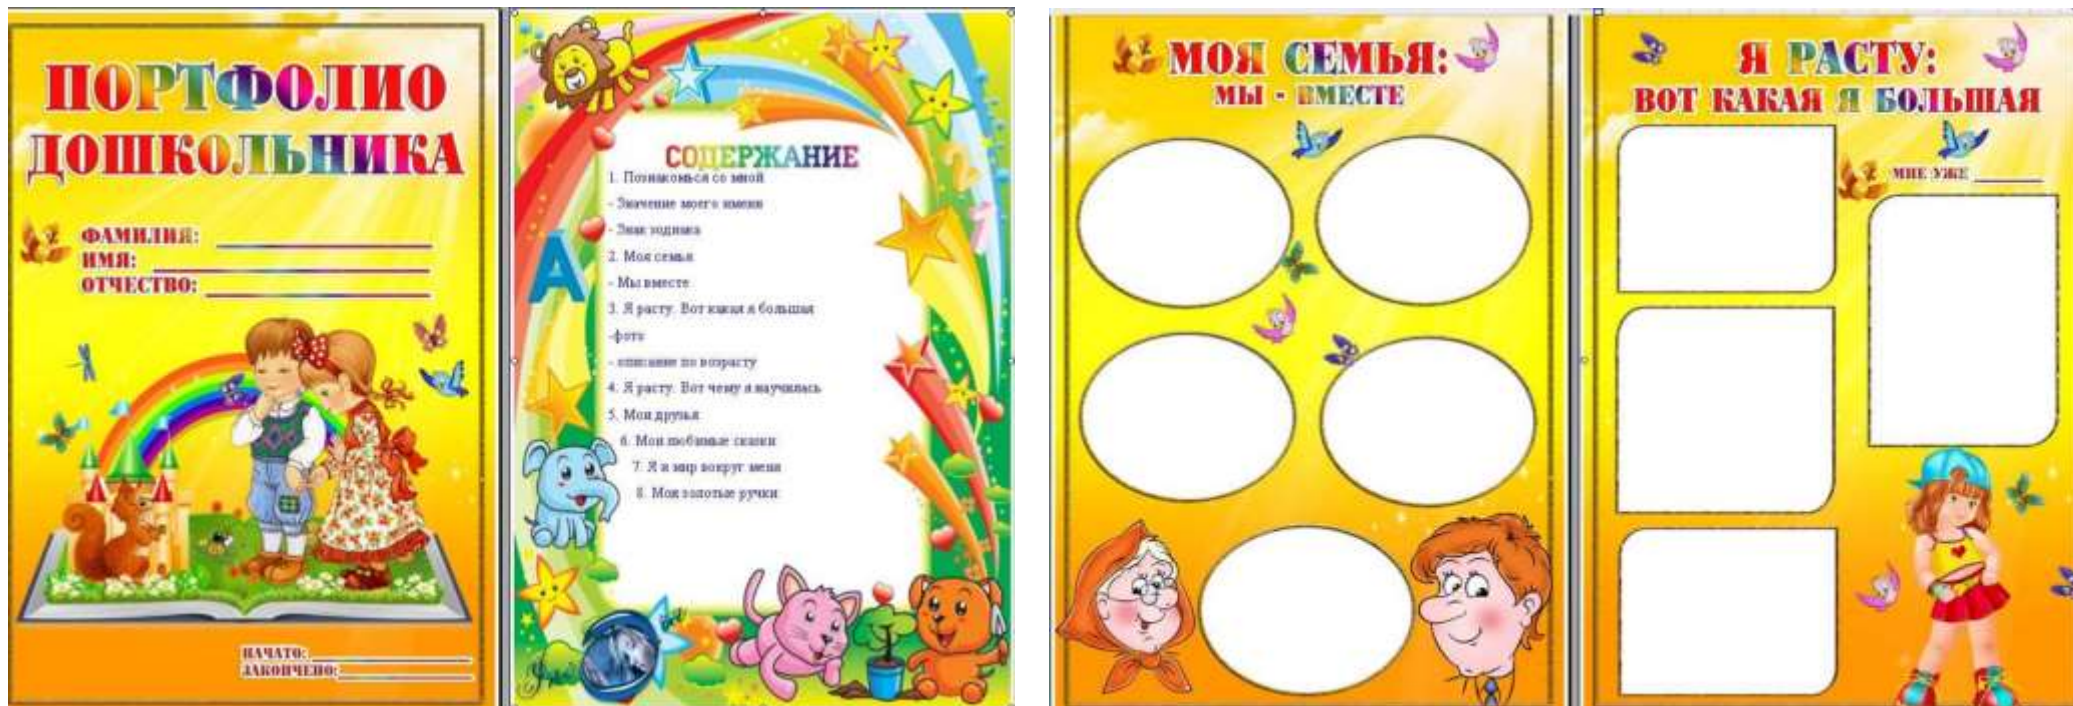 ПОРТФОЛИО
ДОШКОЛЬНИКА
ФАМИЛИЯ:
ИМЯ:
ОТЧЕСТВО:
НАЧАТО:
ЗАКОНЧЕНО:
А
2
1
СОДЕРЖАНИЕ
1. Познакомься со мной
- Значение моего имени
- Знак зодиака
2. Моя семья
- Мы вместе
3. Я расту. Вот какая я большая
-фото
- описание по возрасту
4. Я расту. Вот чему я научилась
5. Мои друзья
6. Мои любимые сказки
7. Я и мир вокруг меня
8. Мои золотые ручки
МОЯ СЕМЬЯ:
МЫ - ВМЕСТЕ
Я РАСТУ:
ВОТ КАКАЯ Я БОЛЬШАЯ
МНЕ УЖЕ